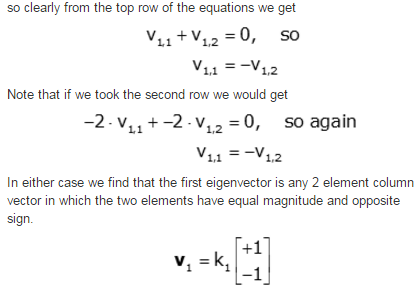 so clearly from the top row of the equations we get
v₁,₁ + v₁,₂ = 0, so
v₁,₁ = −v₁,₂
Note that if we took the second row we would get
−2 · v₁,₁ + −2 · v₁,₂ = 0, so again
v₁,₁ = −v₁,₂
In either case we find that the first eigenvector is any 2 element column
vector in which the two elements have equal magnitude and opposite
sign.
v₁ = k₁ [+1
−1]